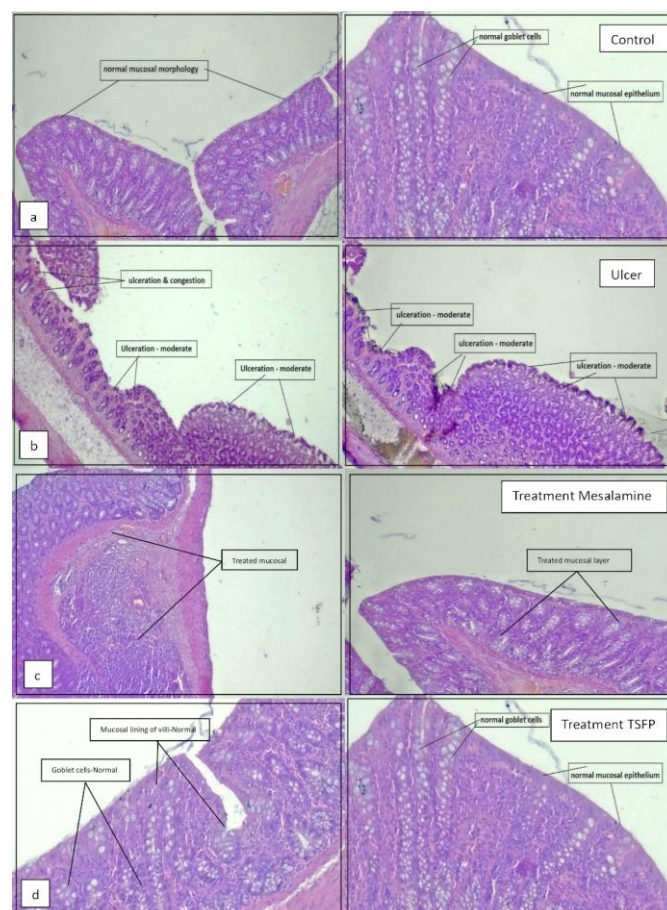 normal goblet cells
Control
normal mucosal morphology
normal mucosal epithelium
a
ulceration & congestion
Ulcer
ulceration - moderate
ulceration - moderate
Ulceration - moderate
Ulceration - moderate
ulceration - moderate
b
Treatment Mesalamine
Treated mucosal
Treated mucosal layer
c
Mucosal lining of villi-Normal
normal goblet cells
Treatment TSFP
Goblet cells-Normal
normal mucosal epithelium
d